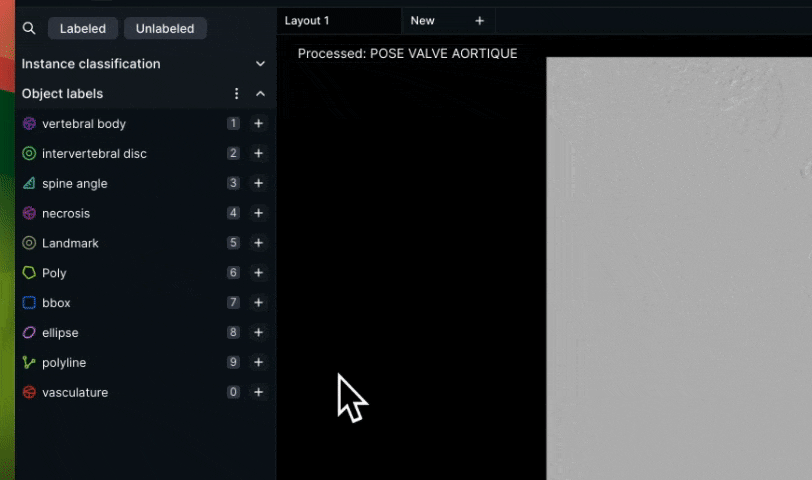 Labeled Unlabeled
Layout 1 New +
Processed: POSE VALVE AORTIQUE
Instance classification
Object labels
vertebral body 1 +
intervertebral disc 2 +
spine angle 3 +
necrosis 4 +
Landmark 5 +
Poly 6 +
bbox 7 +
ellipse 8 +
polyline 9 +
vasculature 0 +